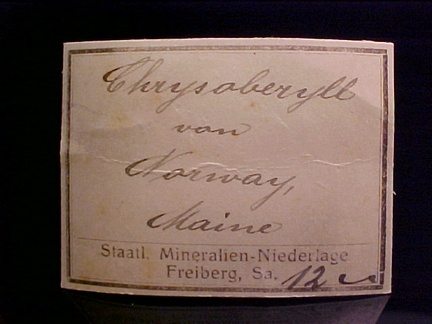 Chrysoberyll
von
Norway,
Maine
Staatl. Mineralien-Niederlage
Freiberg, Sa. 12